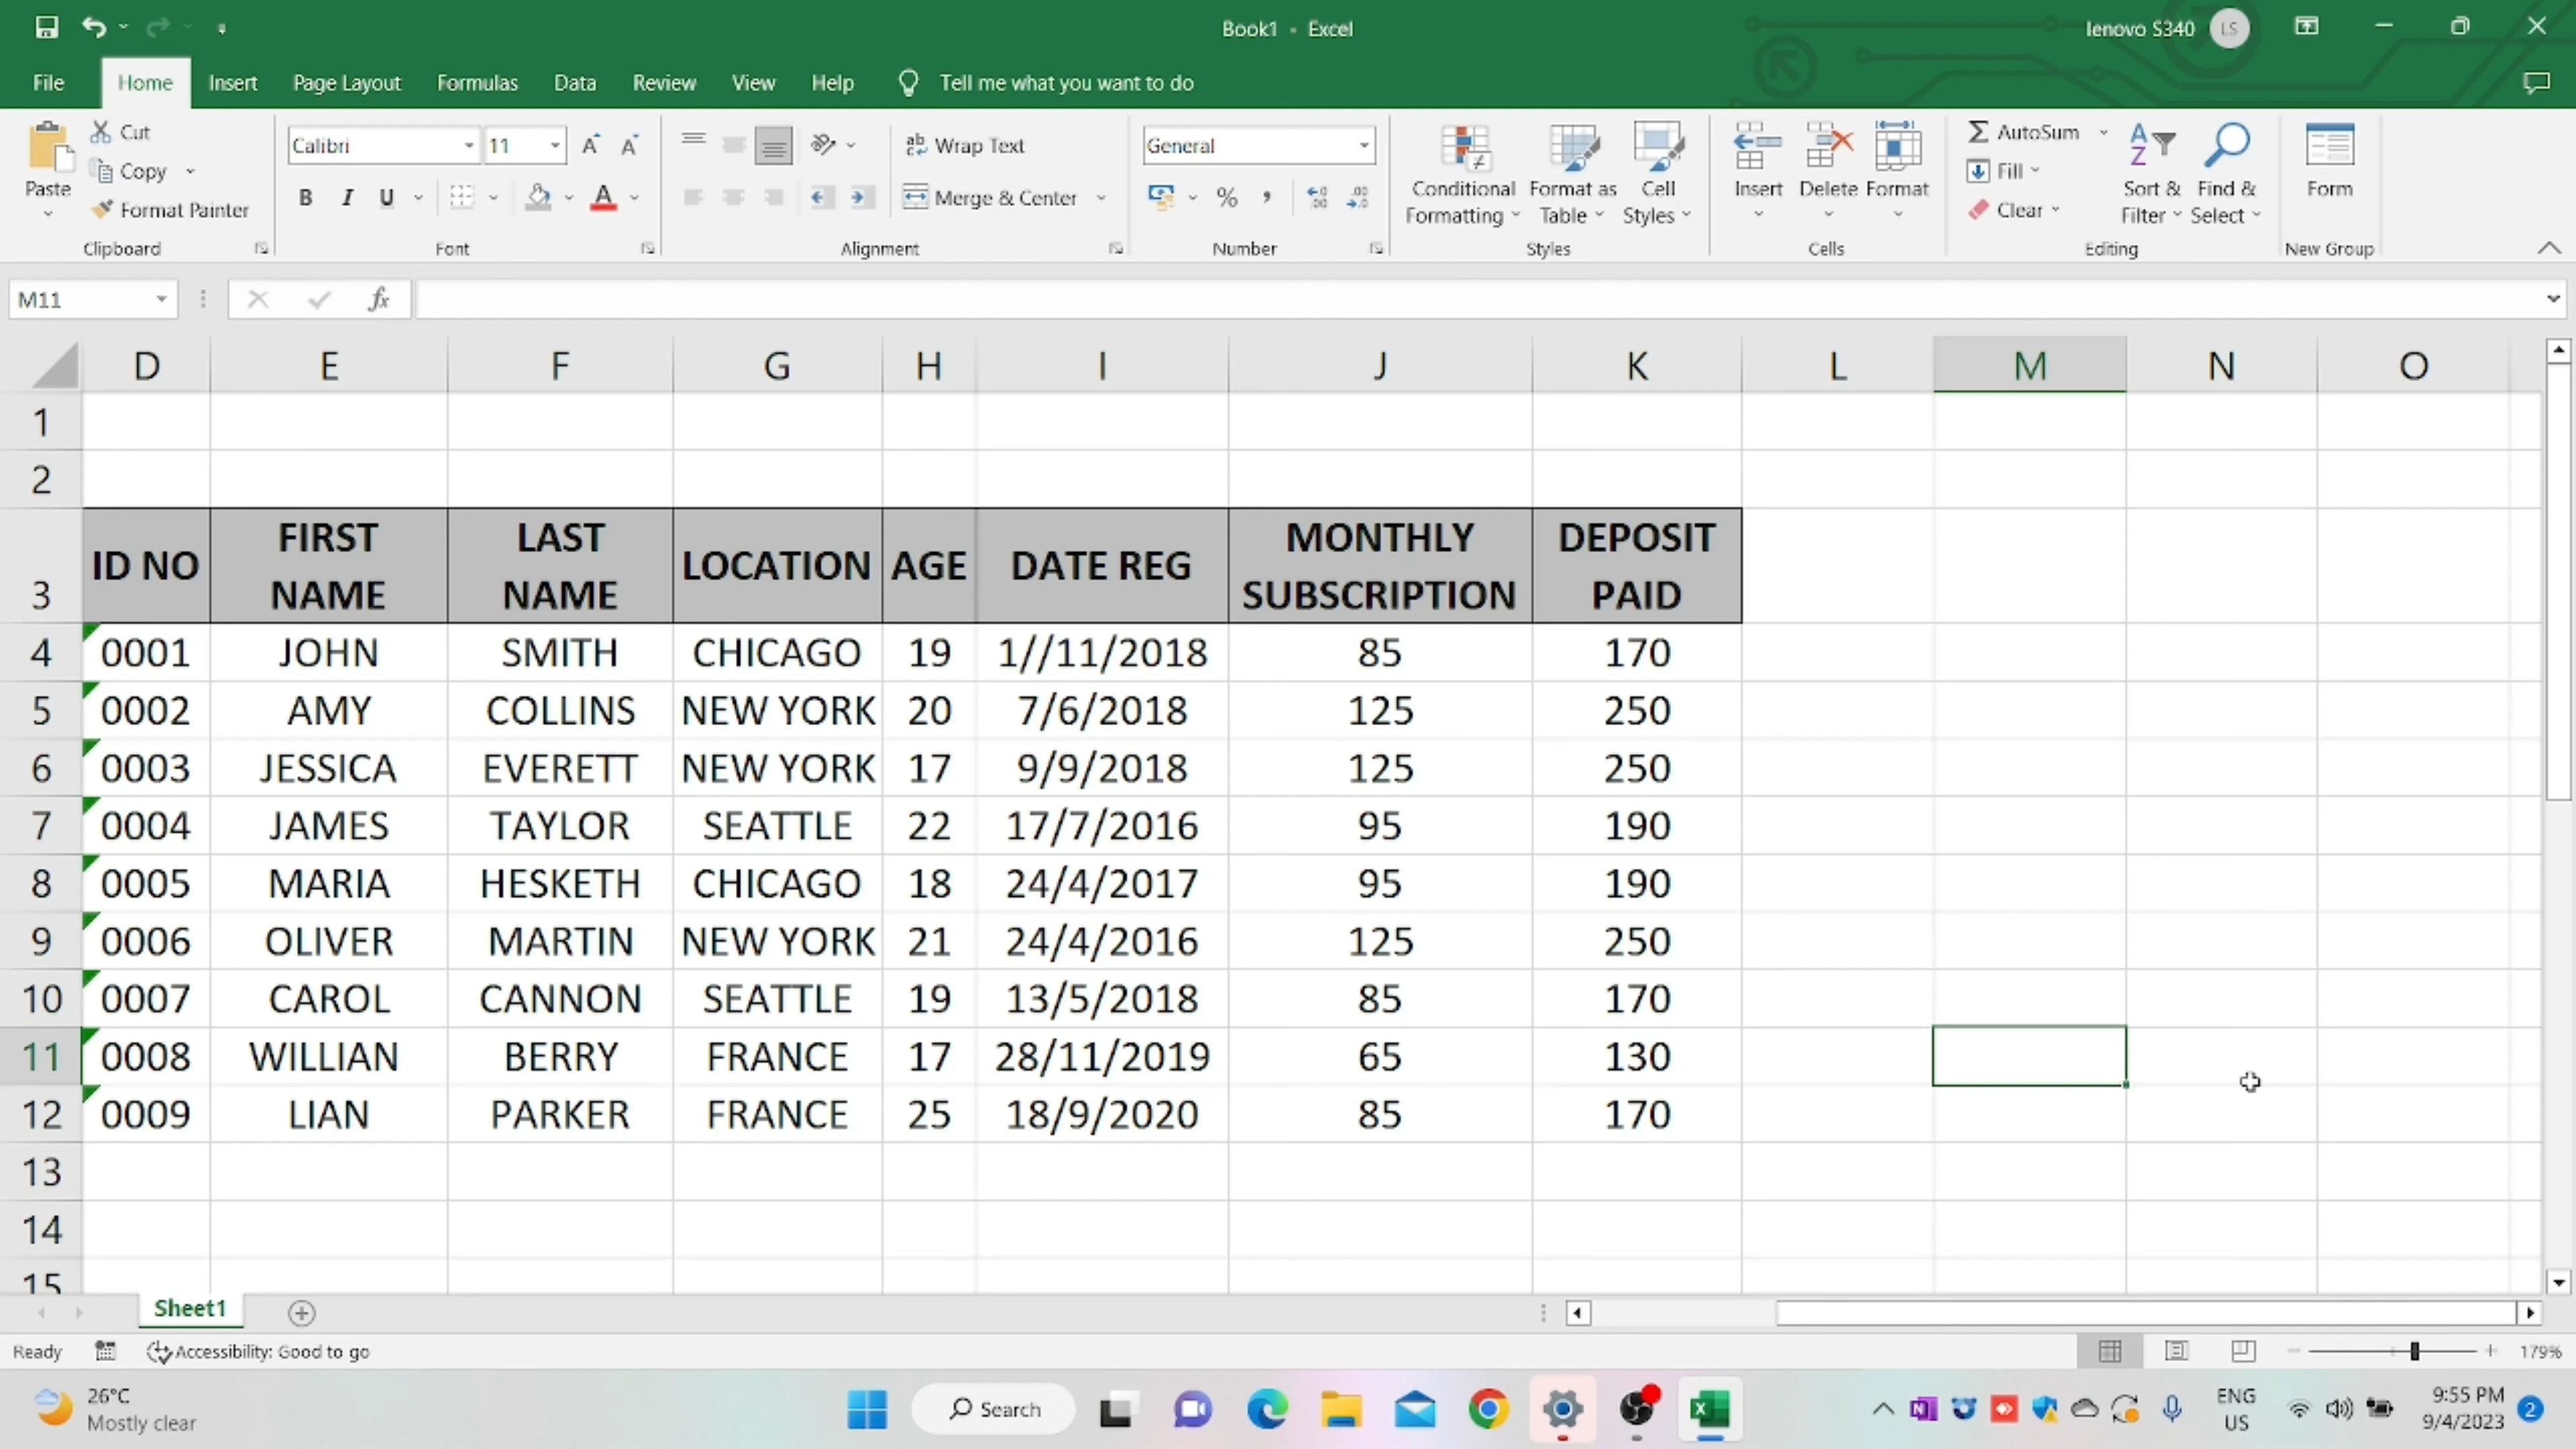 Book1 - Excel
lenovo S340 LS
File Home Insert Page Layout Formulas Data Review View Help Tell me what you want to do
Paste
Cut
Copy
Format Painter
Clipboard
Calibri 11
B I U
Font
Wrap Text
Merge & Center
Alignment
General
% ,
Number
Conditional Formatting
Format as Table
Cell Styles
Styles
Insert Delete Format
Cells
AutoSum
Fill
Clear
Sort & Filter
Find & Select
Editing
Form
New Group
M11
fx
D E F G H I J K L M N O
1
2
3 ID NO FIRST NAME LAST NAME LOCATION AGE DATE REG MONTHLY SUBSCRIPTION DEPOSIT PAID
4 0001 JOHN SMITH CHICAGO 19 1//11/2018 85 170
5 0002 AMY COLLINS NEW YORK 20 7/6/2018 125 250
6 0003 JESSICA EVERETT NEW YORK 17 9/9/2018 125 250
7 0004 JAMES TAYLOR SEATTLE 22 17/7/2016 95 190
8 0005 MARIA HESKETH CHICAGO 18 24/4/2017 95 190
9 0006 OLIVER MARTIN NEW YORK 21 24/4/2016 125 250
10 0007 CAROL CANNON SEATTLE 19 13/5/2018 85 170
11 0008 WILLIAN BERRY FRANCE 17 28/11/2019 65 130
12 0009 LIAN PARKER FRANCE 25 18/9/2020 85 170
13
14
15
Sheet1
Ready Accessibility: Good to go 179%
26°C
Mostly clear
Search
ENG
US
9:55 PM
9/4/2023
2